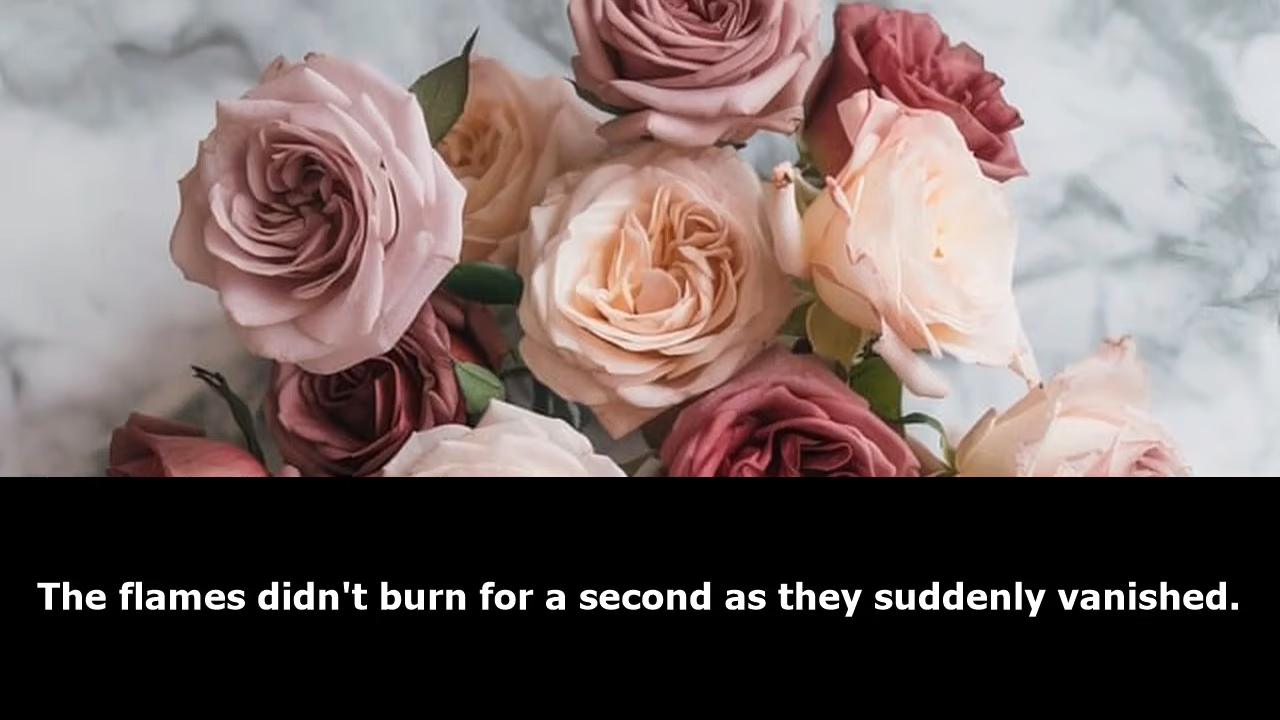 The flames didn't burn for a second as they suddenly vanished.